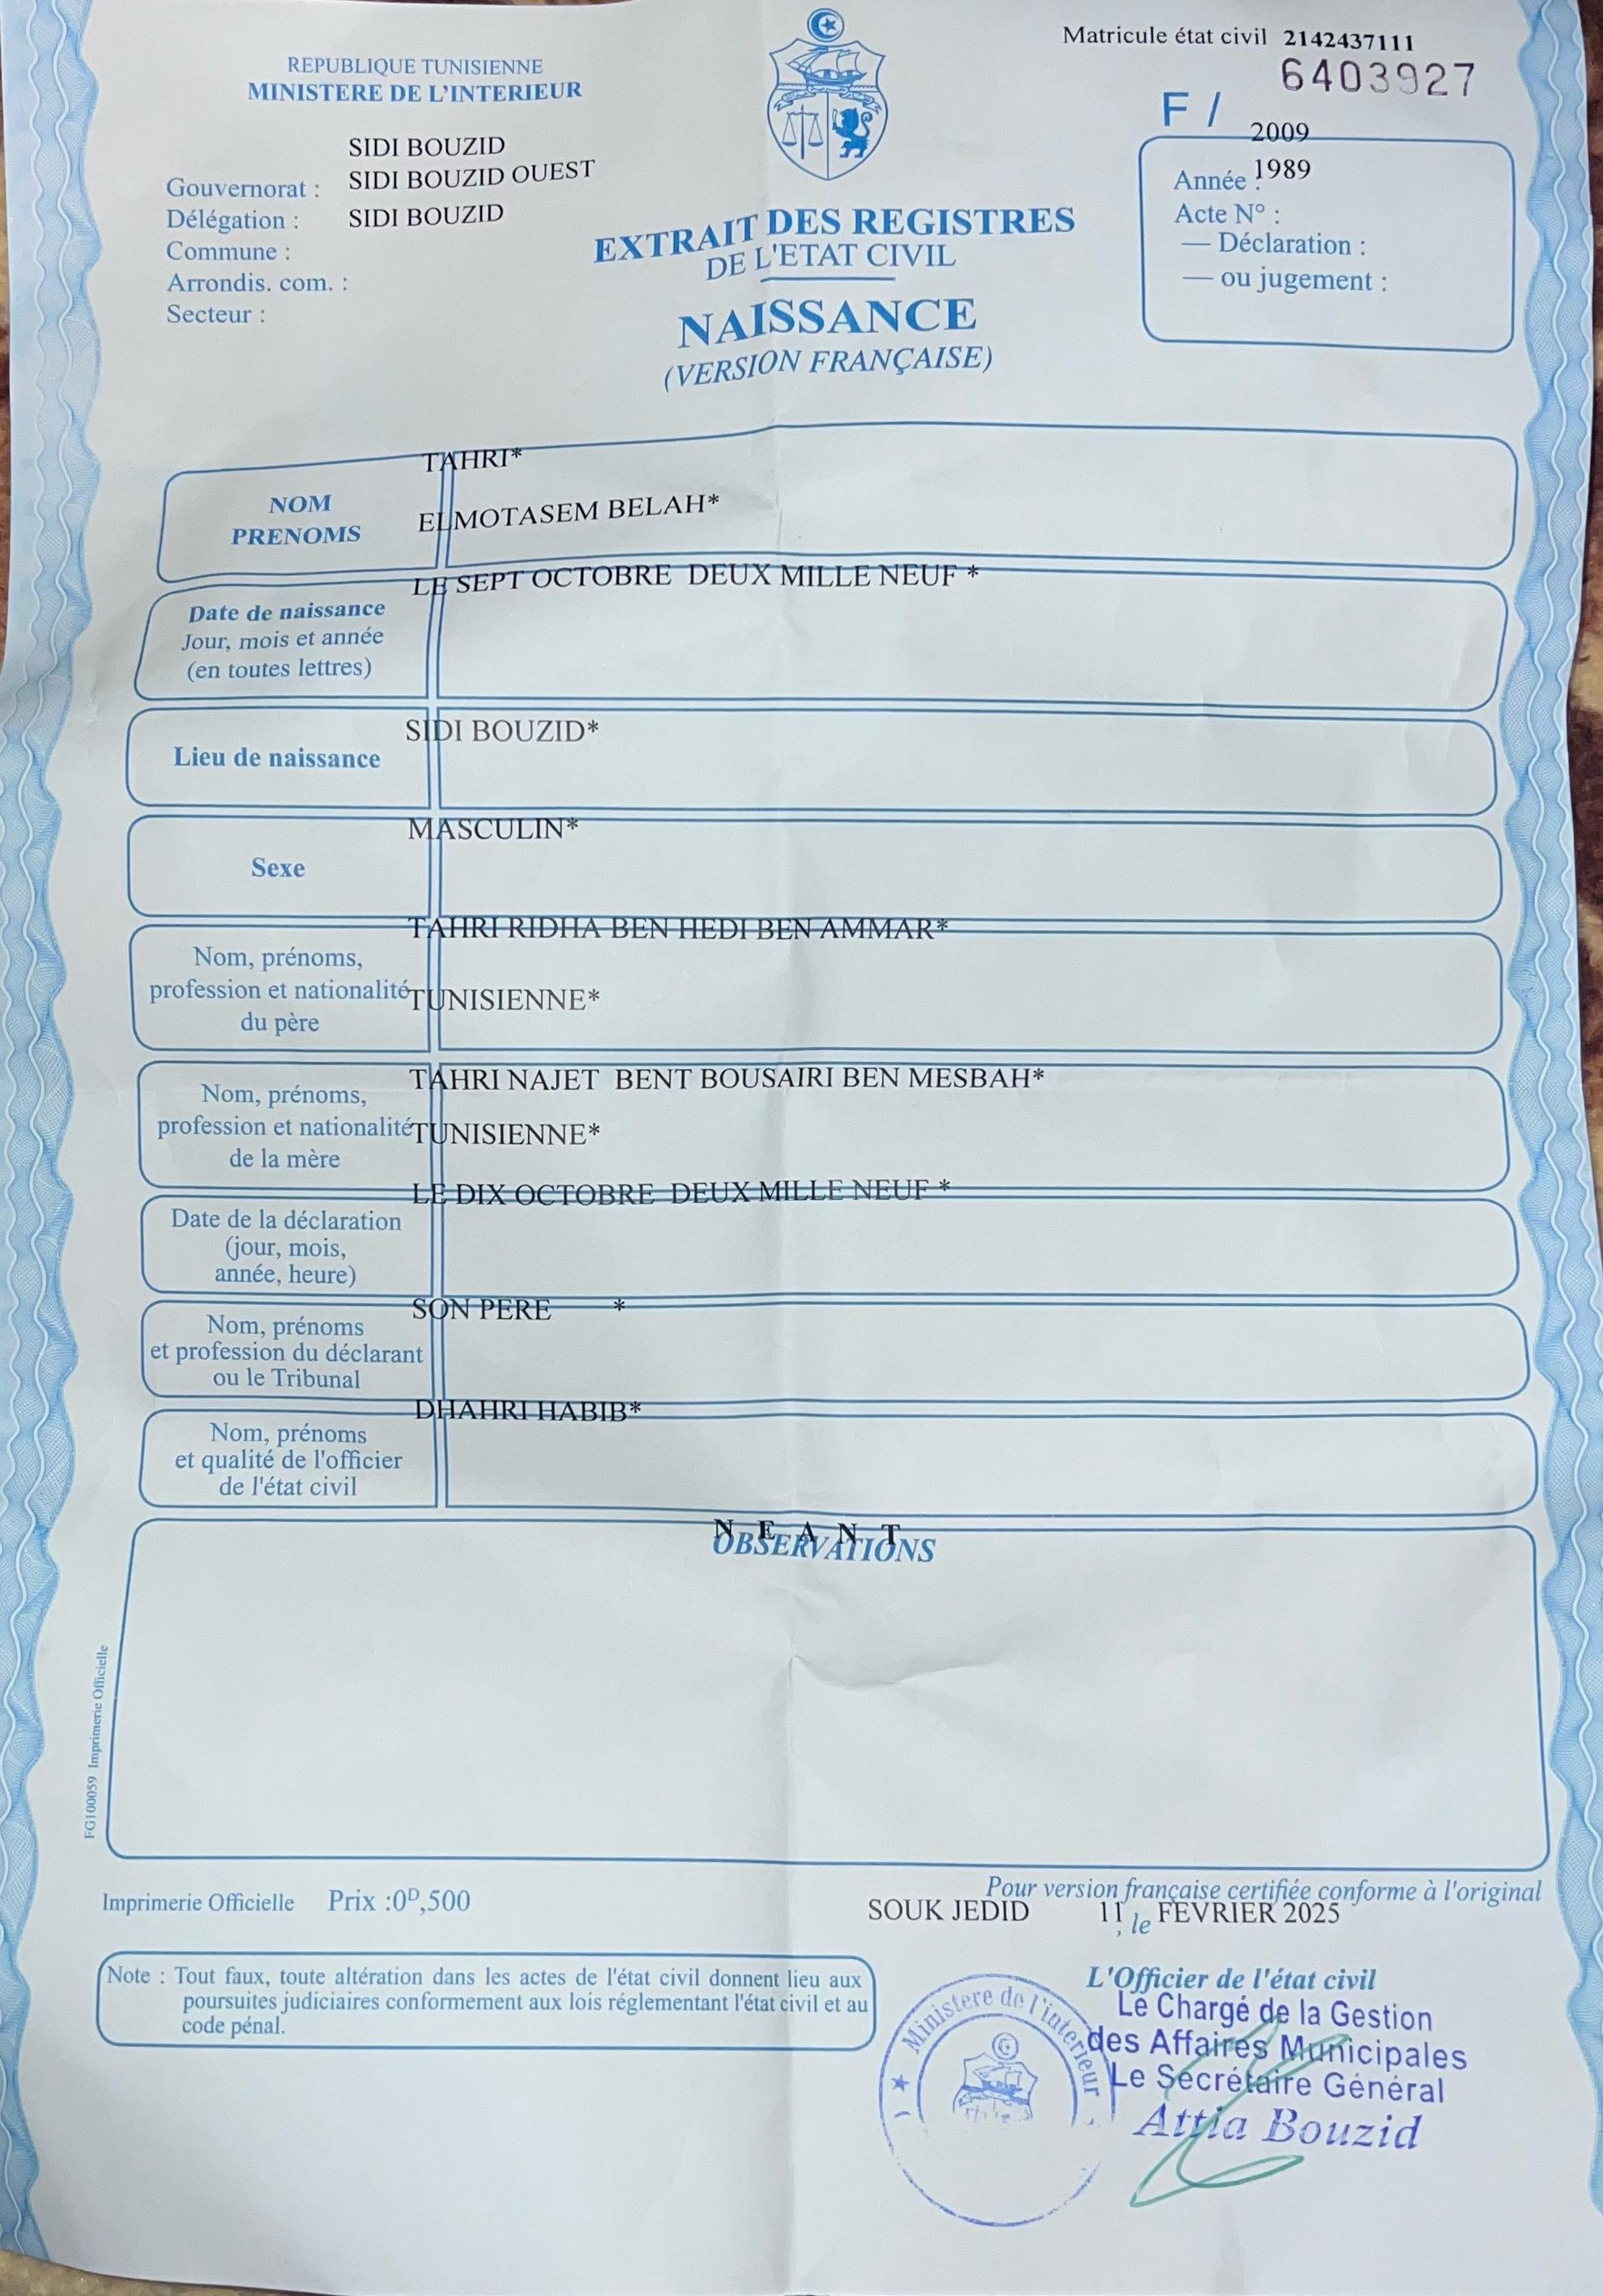 Matricule état civil 2142437111
6403927
F /
REPUBLIQUE TUNISIENNE
MINISTERE DE L'INTERIEUR
SIDI BOUZID
Gouvernorat : SIDI BOUZID OUEST
Délégation : SIDI BOUZID
Commune :
Arrondis. com. :
Secteur :
EXTRAIT DES REGISTRES
DE L'ETAT CIVIL
NAISSANCE
(VERSION FRANÇAISE)
2009
Année : 1989
Acte N° :
— Déclaration :
— ou jugement :
TAHRI*
NOM
PRENOMS
ELMOTASEM BELAH*
LE SEPT OCTOBRE DEUX MILLE NEUF *
Date de naissance
Jour, mois et année
(en toutes lettres)
SIDI BOUZID*
Lieu de naissance
MASCULIN*
Sexe
TAHRI RIDHA BEN HEDI BEN AMMAR*
Nom, prénoms,
profession et nationalité TUNISIENNE*
du père
TAHRI NAJET BENT BOUSAIRI BEN MESBAH*
Nom, prénoms,
profession et nationalité TUNISIENNE*
de la mère
LE DIX OCTOBRE DEUX MILLE NEUF *
Date de la déclaration
(jour, mois,
année, heure)
SON PERE *
Nom, prénoms
et profession du déclarant
ou le Tribunal
DHAHRI HABIB*
Nom, prénoms
et qualité de l'officier
de l'état civil
N E A N T
OBSERVATIONS
FG100059 Imprimerie Officielle
Imprimerie Officielle Prix :0ᴰ,500
Pour version française certifiée conforme à l'original
SOUK JEDID 11 , le FEVRIER 2025
Note : Tout faux, toute altération dans les actes de l'état civil donnent lieu aux
poursuites judiciaires conformement aux lois réglementant l'état civil et au
code pénal.
L'Officier de l'état civil
Le Chargé de la Gestion
des Affaires Municipales
Le Secrétaire Général
Attia Bouzid
Ministere de l'interieur